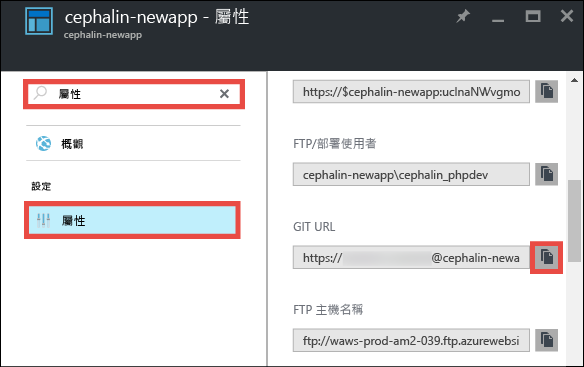 cephalin-newapp - 屬性
cephalin-newapp
屬性
概觀
設定
屬性
https://$cephalin-newapp:uclnaNWvgmo
FTP/部署使用者
cephalin-newapp\cephalin_phpdev
GIT URL
https:// @cephalin-newa
FTP 主機名稱
ftp://waws-prod-am2-039.ftp.azurewebsi